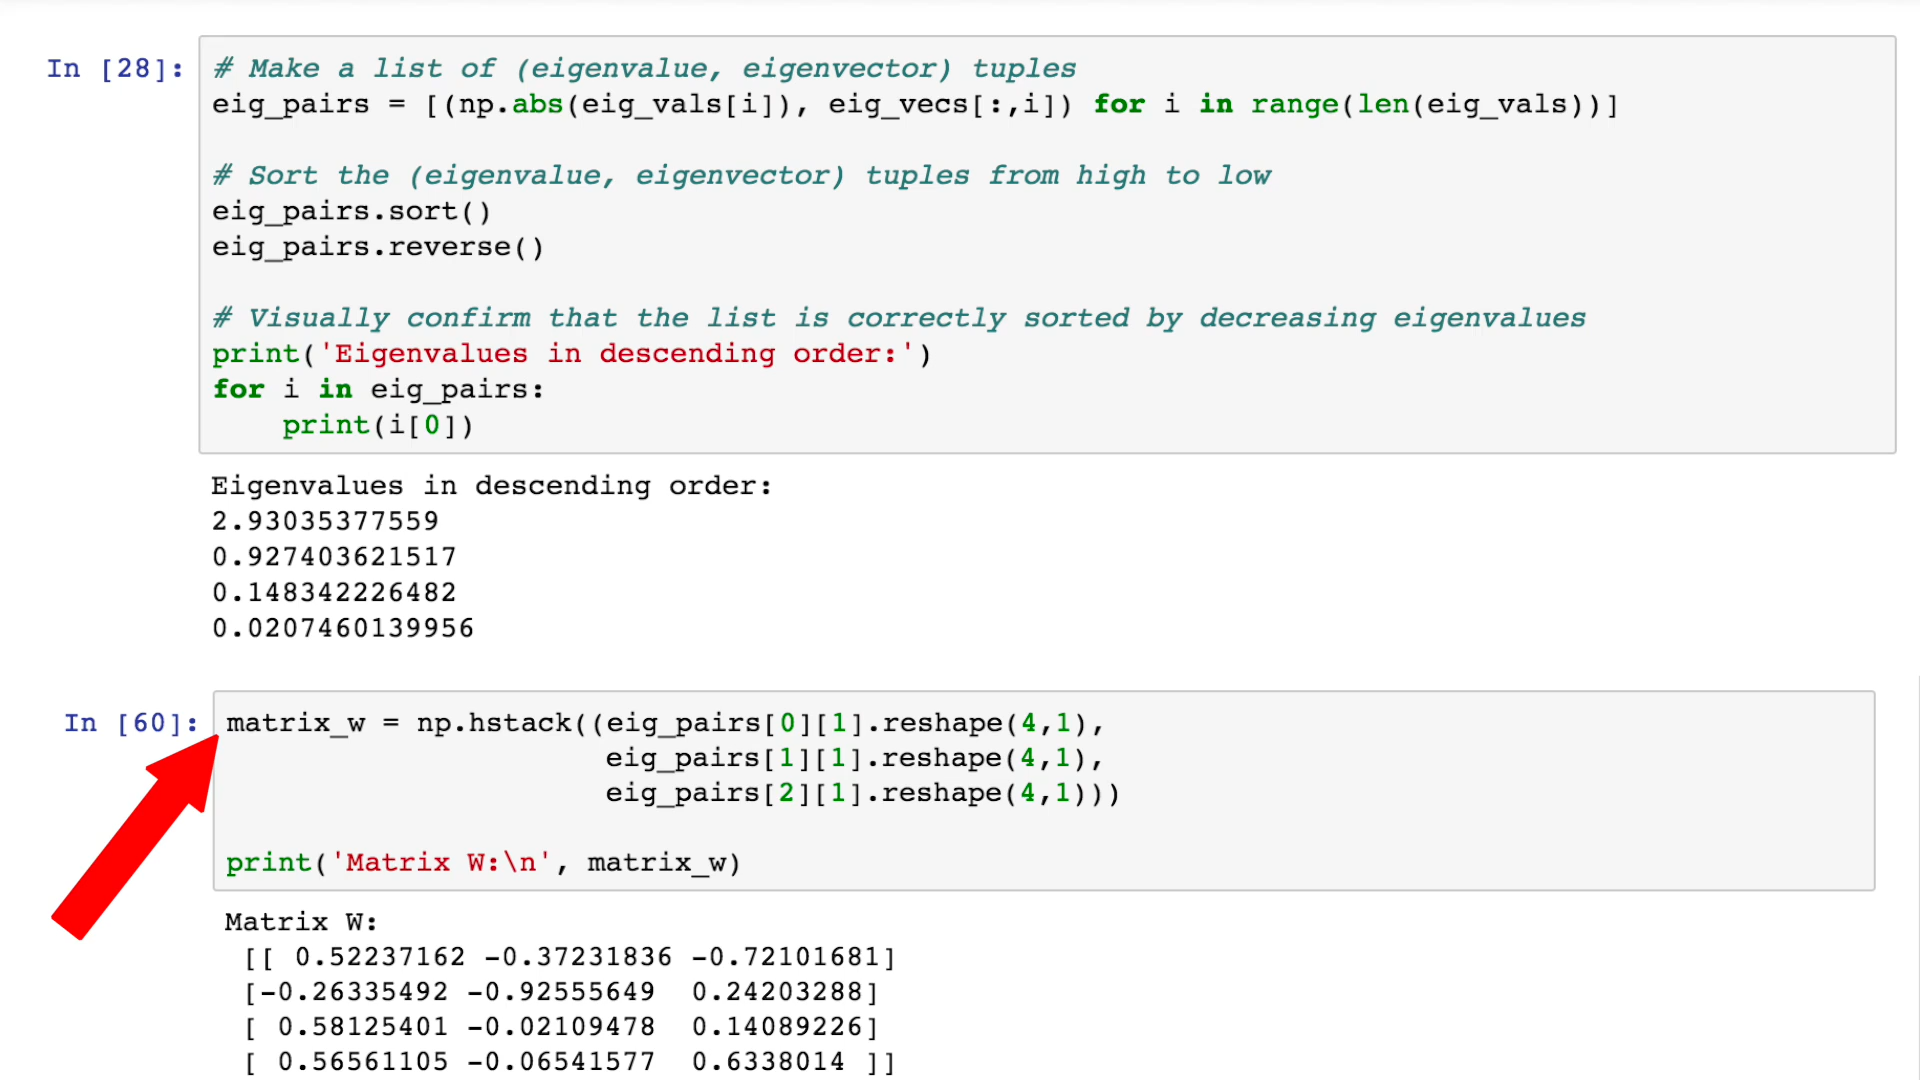 In [28]: # Make a list of (eigenvalue, eigenvector) tuples
eig_pairs = [(np.abs(eig_vals[i]), eig_vecs[:,i]) for i in range(len(eig_vals))]

# Sort the (eigenvalue, eigenvector) tuples from high to low
eig_pairs.sort()
eig_pairs.reverse()

# Visually confirm that the list is correctly sorted by decreasing eigenvalues
print('Eigenvalues in descending order:')
for i in eig_pairs:
    print(i[0])
Eigenvalues in descending order:
2.93035377559
0.927403621517
0.148342226482
0.0207460139956
In [60]: matrix_w = np.hstack((eig_pairs[0][1].reshape(4,1),
                      eig_pairs[1][1].reshape(4,1),
                      eig_pairs[2][1].reshape(4,1)))

print('Matrix W:\n', matrix_w)
Matrix W:
 [[ 0.52237162 -0.37231836 -0.72101681]
 [-0.26335492 -0.92555649  0.24203288]
 [ 0.58125401 -0.02109478  0.14089226]
 [ 0.56561105 -0.06541577  0.6338014 ]]